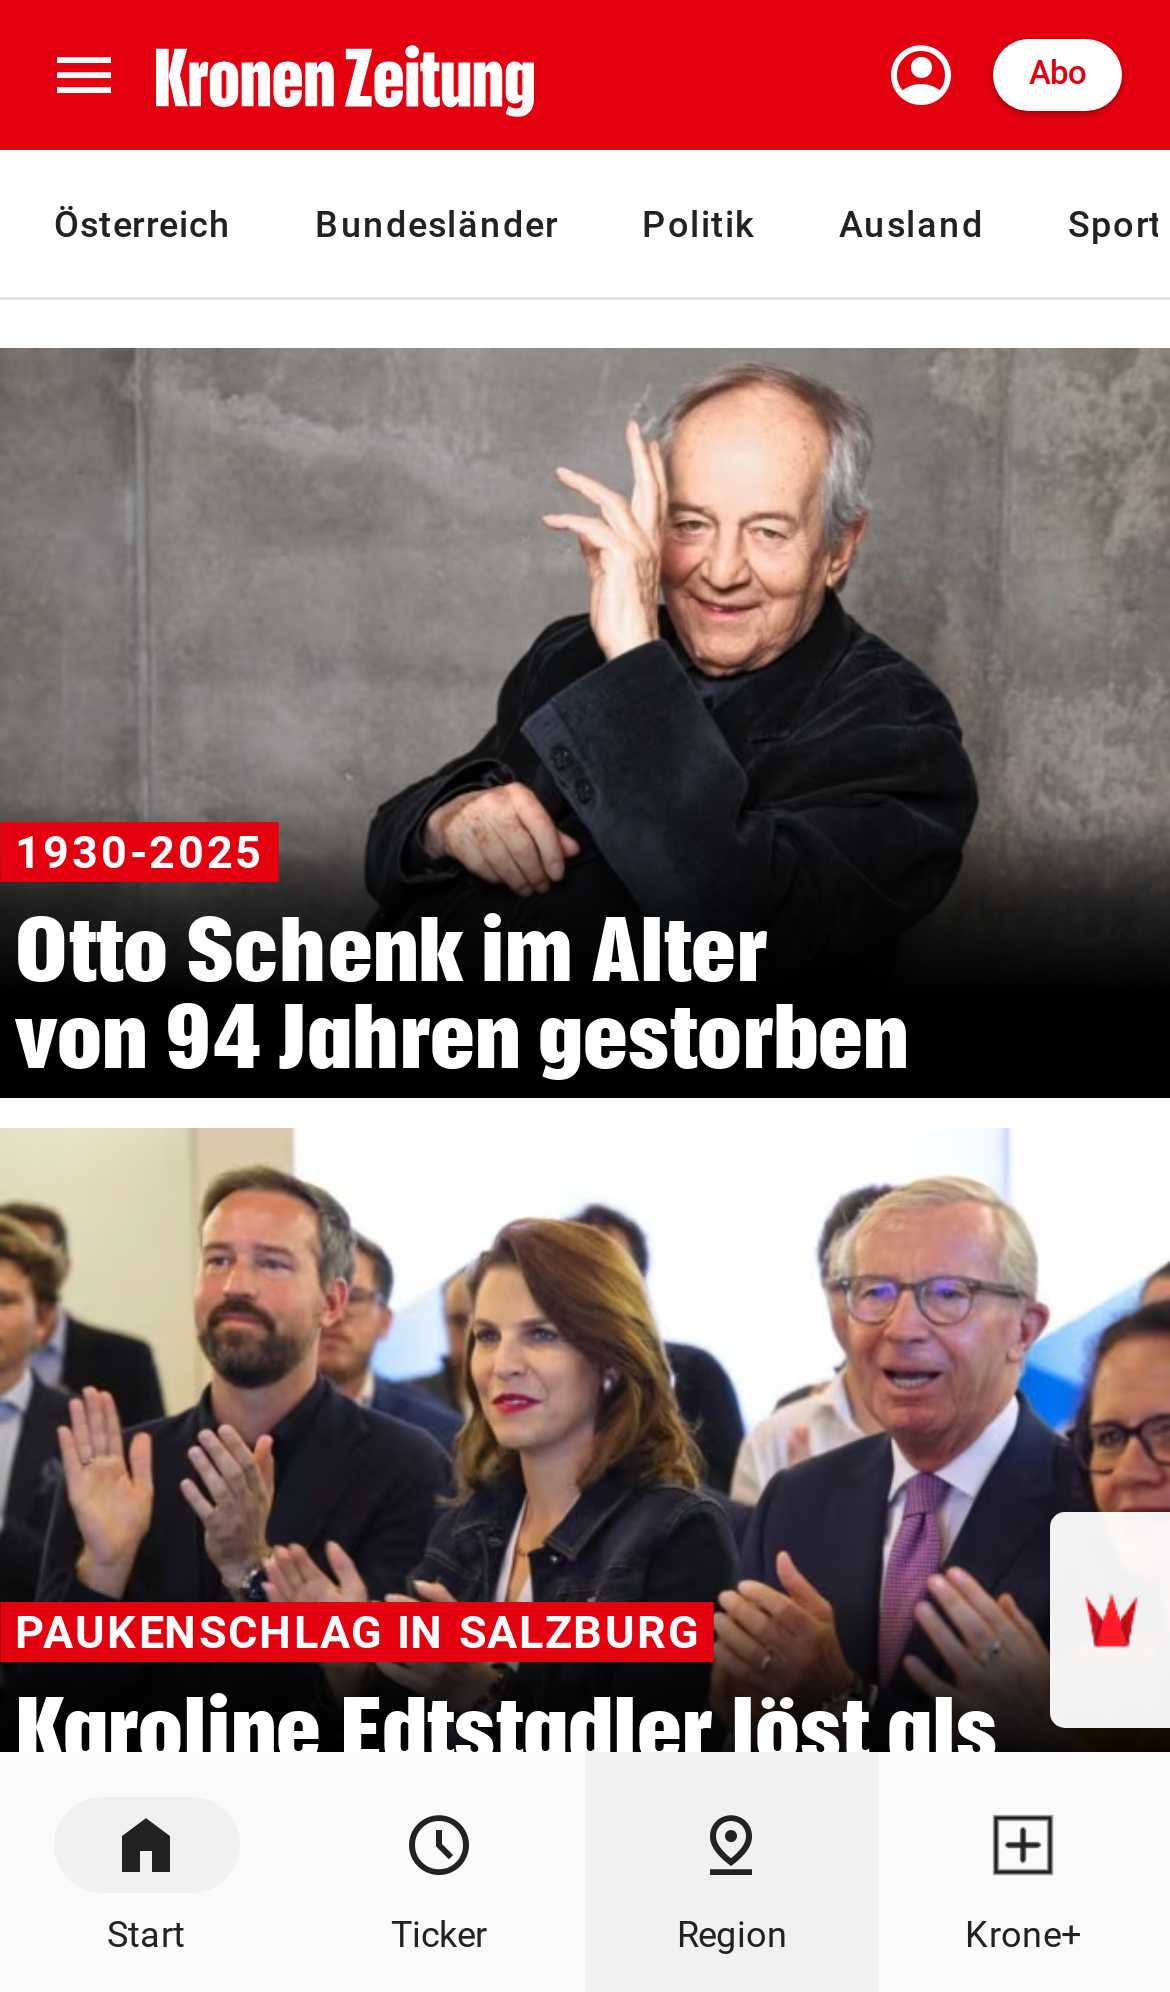 Kronen Zeitung
Abo
Österreich Bundesländer Politik Ausland Sport
1930-2025
Otto Schenk im Alter
von 94 Jahren gestorben
PAUKENSCHLAG IN SALZBURG
Karoline Edtstadler löst als
Start Ticker Region Krone+